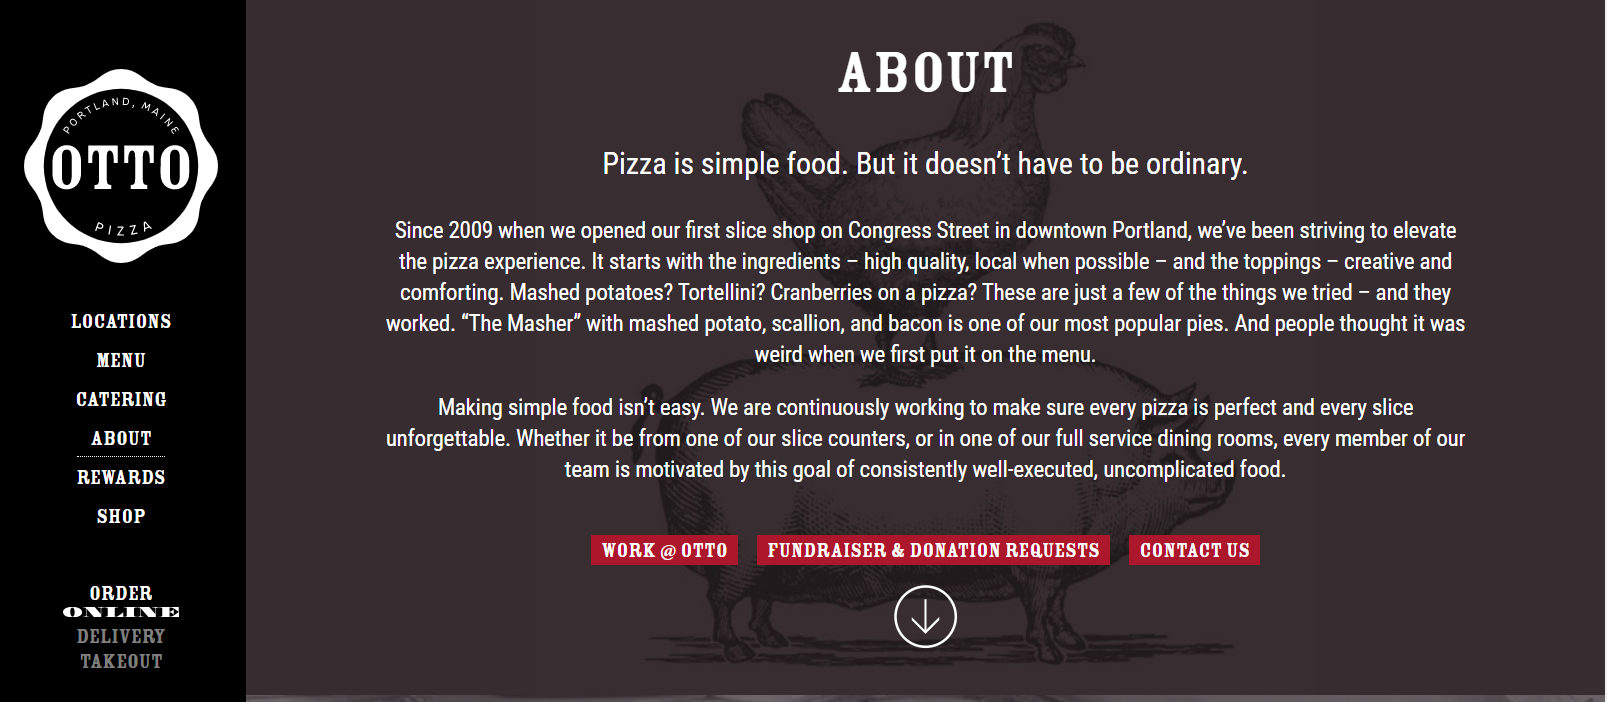 PORTLAND, MAINE
OTTO
PIZZA
LOCATIONS
MENU
CATERING
ABOUT
REWARDS
SHOP
ORDER
ONLINE
DELIVERY
TAKEOUT
ABOUT
Pizza is simple food. But it doesn’t have to be ordinary.
Since 2009 when we opened our first slice shop on Congress Street in downtown Portland, we’ve been striving to elevate
the pizza experience. It starts with the ingredients – high quality, local when possible – and the toppings – creative and
comforting. Mashed potatoes? Tortellini? Cranberries on a pizza? These are just a few of the things we tried – and they
worked. “The Masher” with mashed potato, scallion, and bacon is one of our most popular pies. And people thought it was
weird when we first put it on the menu.
Making simple food isn’t easy. We are continuously working to make sure every pizza is perfect and every slice
unforgettable. Whether it be from one of our slice counters, or in one of our full service dining rooms, every member of our
team is motivated by this goal of consistently well-executed, uncomplicated food.
WORK @ OTTO
FUNDRAISER & DONATION REQUESTS
CONTACT US